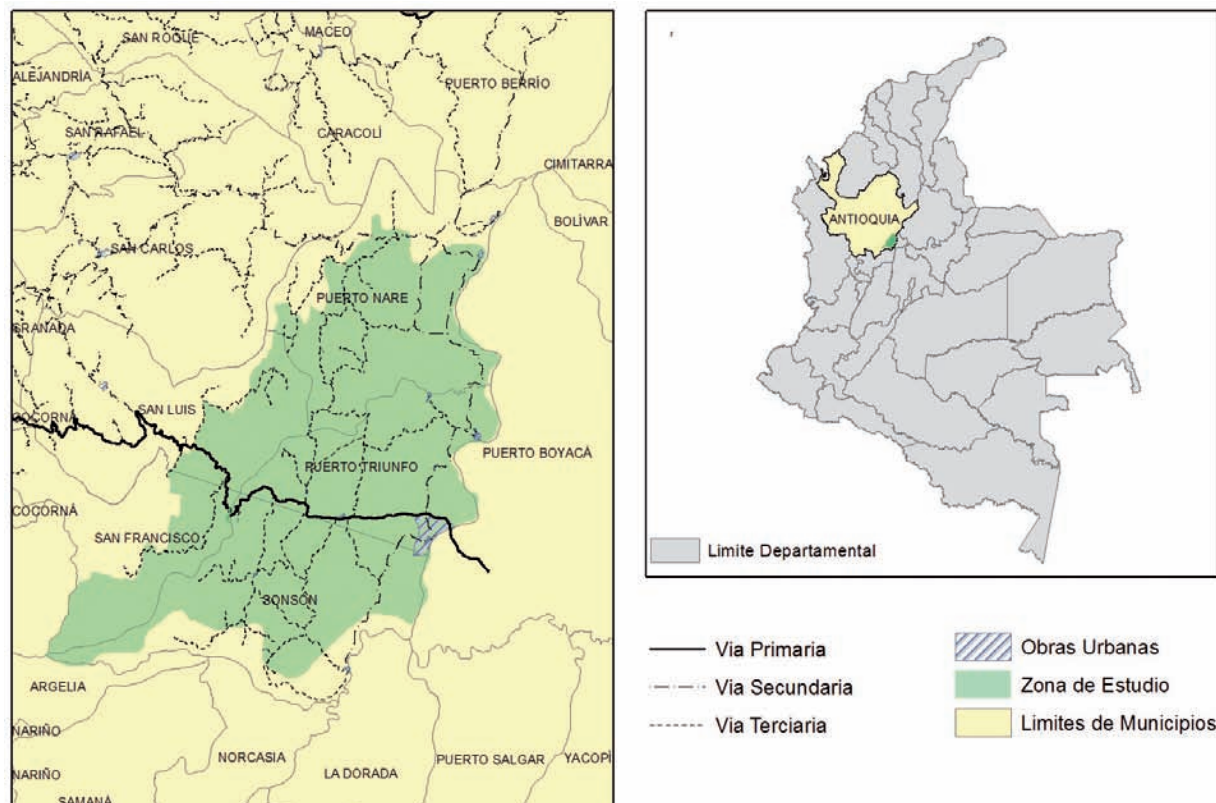 SAN ROQUE
MACEO
ALEJANDRÍA
PUERTO BERRÍO
SAN RAFAEL
CARACOLÍ
CIMITARRA
BOLÍVAR
SAN CARLOS
PUERTO NARE
GRANADA
SAN LUIS
COCORNÁ
PUERTO BOYACÁ
PUERTO TRIUNFO
COCORNÁ
SAN FRANCISCO
SONSÓN
ARGELIA
NARIÑO
NORCASIA
PUERTO SALGAR
YACOPÌ
LA DORADA
NARIÑO
SAMANÁ
ANTIOQUIA
Limite Departamental
Via Primaria
Via Secundaria
Via Terciaria
Obras Urbanas
Zona de Estudio
Limites de Municipios